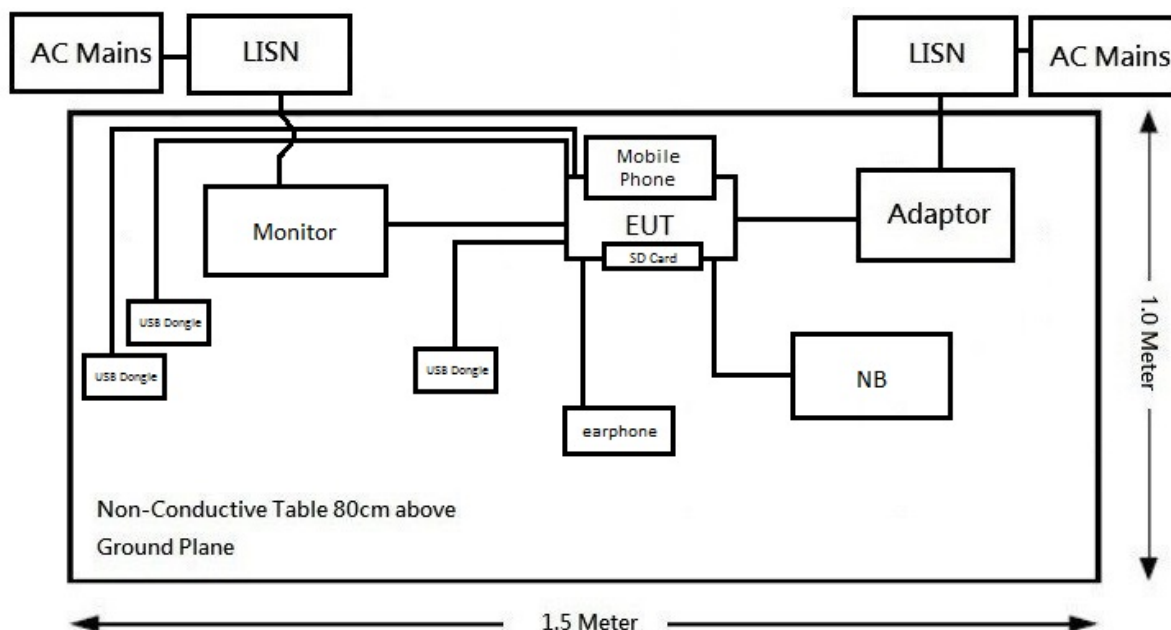 AC Mains
LISN
LISN
AC Mains
Mobile
Phone
EUT
SD Card
Monitor
Adaptor
USB Dongle
USB Dongle
USB Dongle
NB
earphone
1.0 Meter
Non-Conductive Table 80cm above
Ground Plane
1.5 Meter